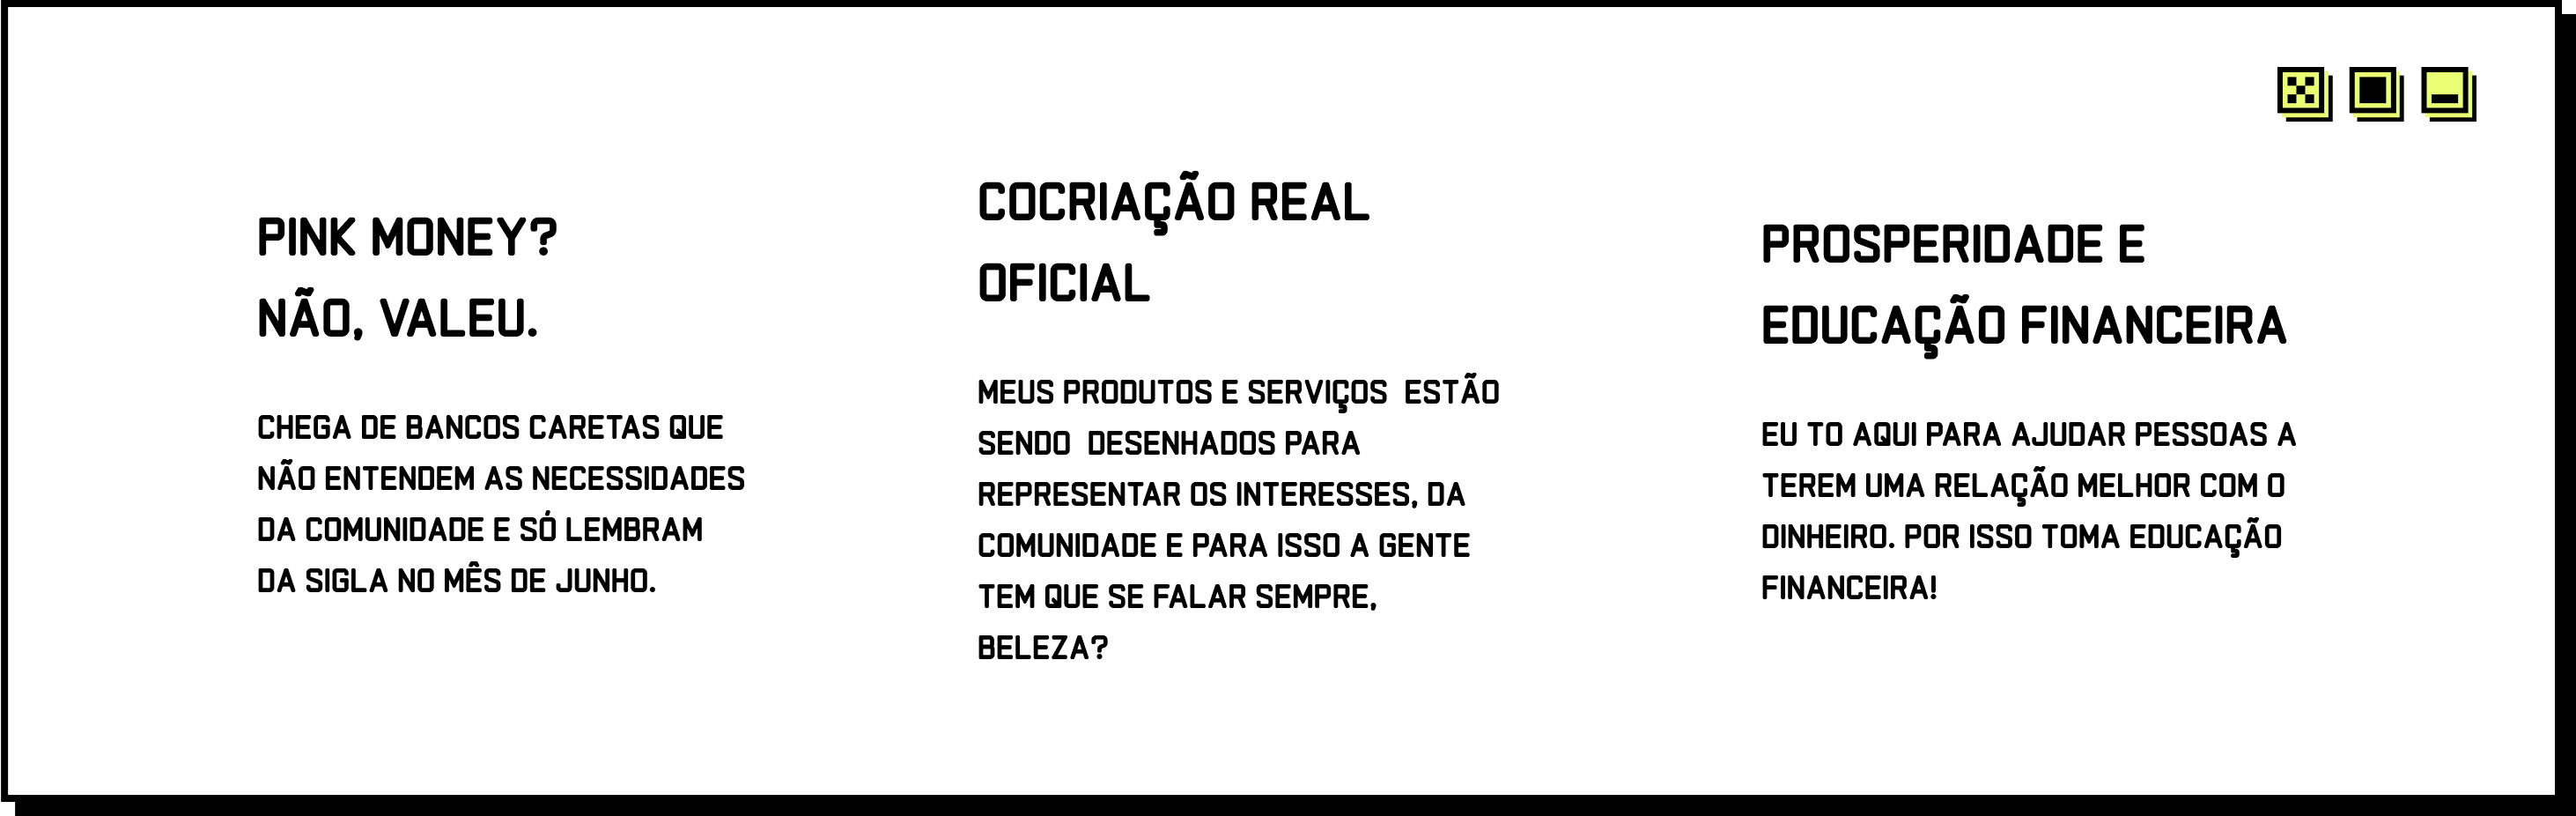 PINK MONEY?
NÃO, VALEU.
CHEGA DE BANCOS CARETAS QUE
NÃO ENTENDEM AS NECESSIDADES
DA COMUNIDADE E SÓ LEMBRAM
DA SIGLA NO MÊS DE JUNHO.
COCRIAÇÃO REAL
OFICIAL
MEUS PRODUTOS E SERVIÇOS  ESTÃO
SENDO  DESENHADOS PARA
REPRESENTAR OS INTERESSES, DA
COMUNIDADE E PARA ISSO A GENTE
TEM QUE SE FALAR SEMPRE,
BELEZA?
PROSPERIDADE E
EDUCAÇÃO FINANCEIRA
EU TO AQUI PARA AJUDAR PESSOAS A
TEREM UMA RELAÇÃO MELHOR COM O
DINHEIRO. POR ISSO TOMA EDUCAÇÃO
FINANCEIRA!